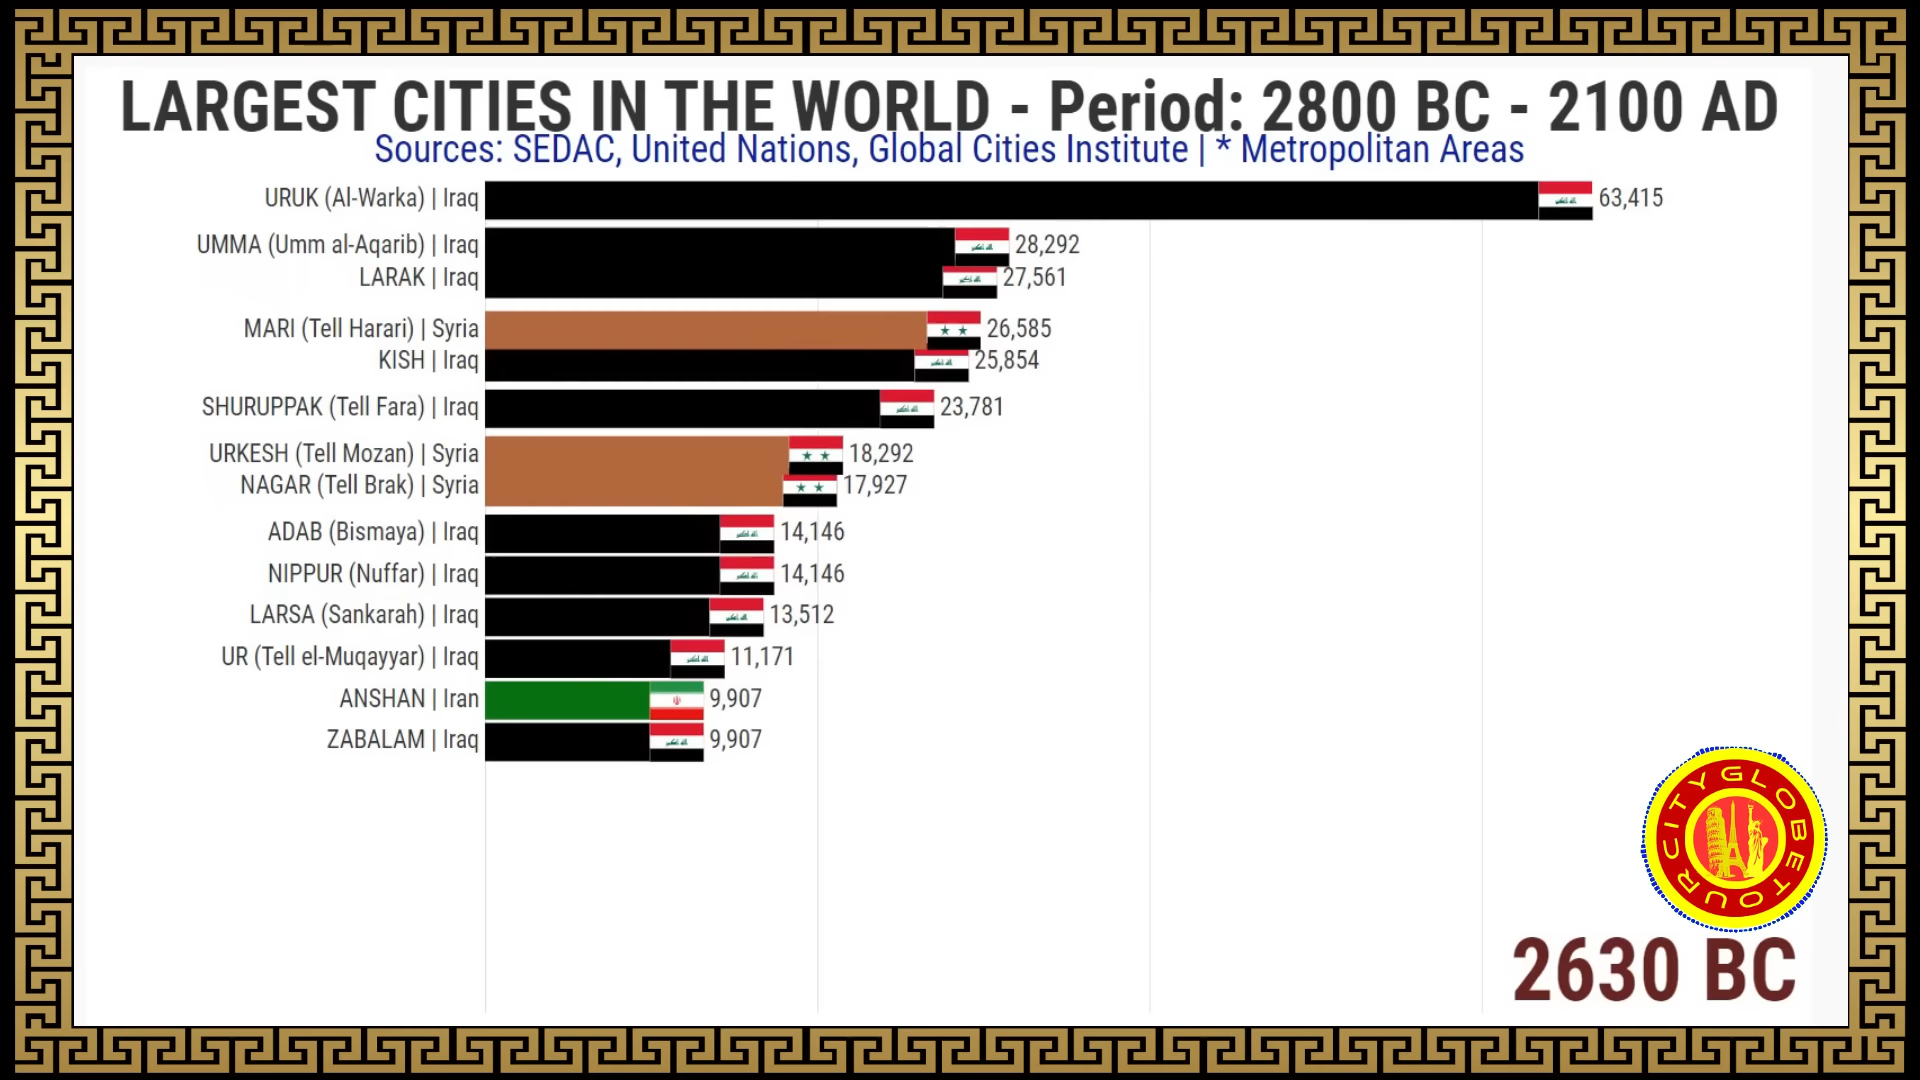 LARGEST CITIES IN THE WORLD - Period: 2800 BC - 2100 AD
Sources: SEDAC, United Nations, Global Cities Institute | * Metropolitan Areas
URUK (Al-Warka) | Iraq 63,415
UMMA (Umm al-Aqarib) | Iraq 28,292
LARAK | Iraq 27,561
MARI (Tell Harari) | Syria 26,585
KISH | Iraq 25,854
SHURUPPAK (Tell Fara) | Iraq 23,781
URKESH (Tell Mozan) | Syria 18,292
NAGAR (Tell Brak) | Syria 17,927
ADAB (Bismaya) | Iraq 14,146
NIPPUR (Nuffar) | Iraq 14,146
LARSA (Sankarah) | Iraq 13,512
UR (Tell el-Muqayyar) | Iraq 11,171
ANSHAN | Iran 9,907
ZABALAM | Iraq 9,907
CITYGLOBETOUR
2630 BC